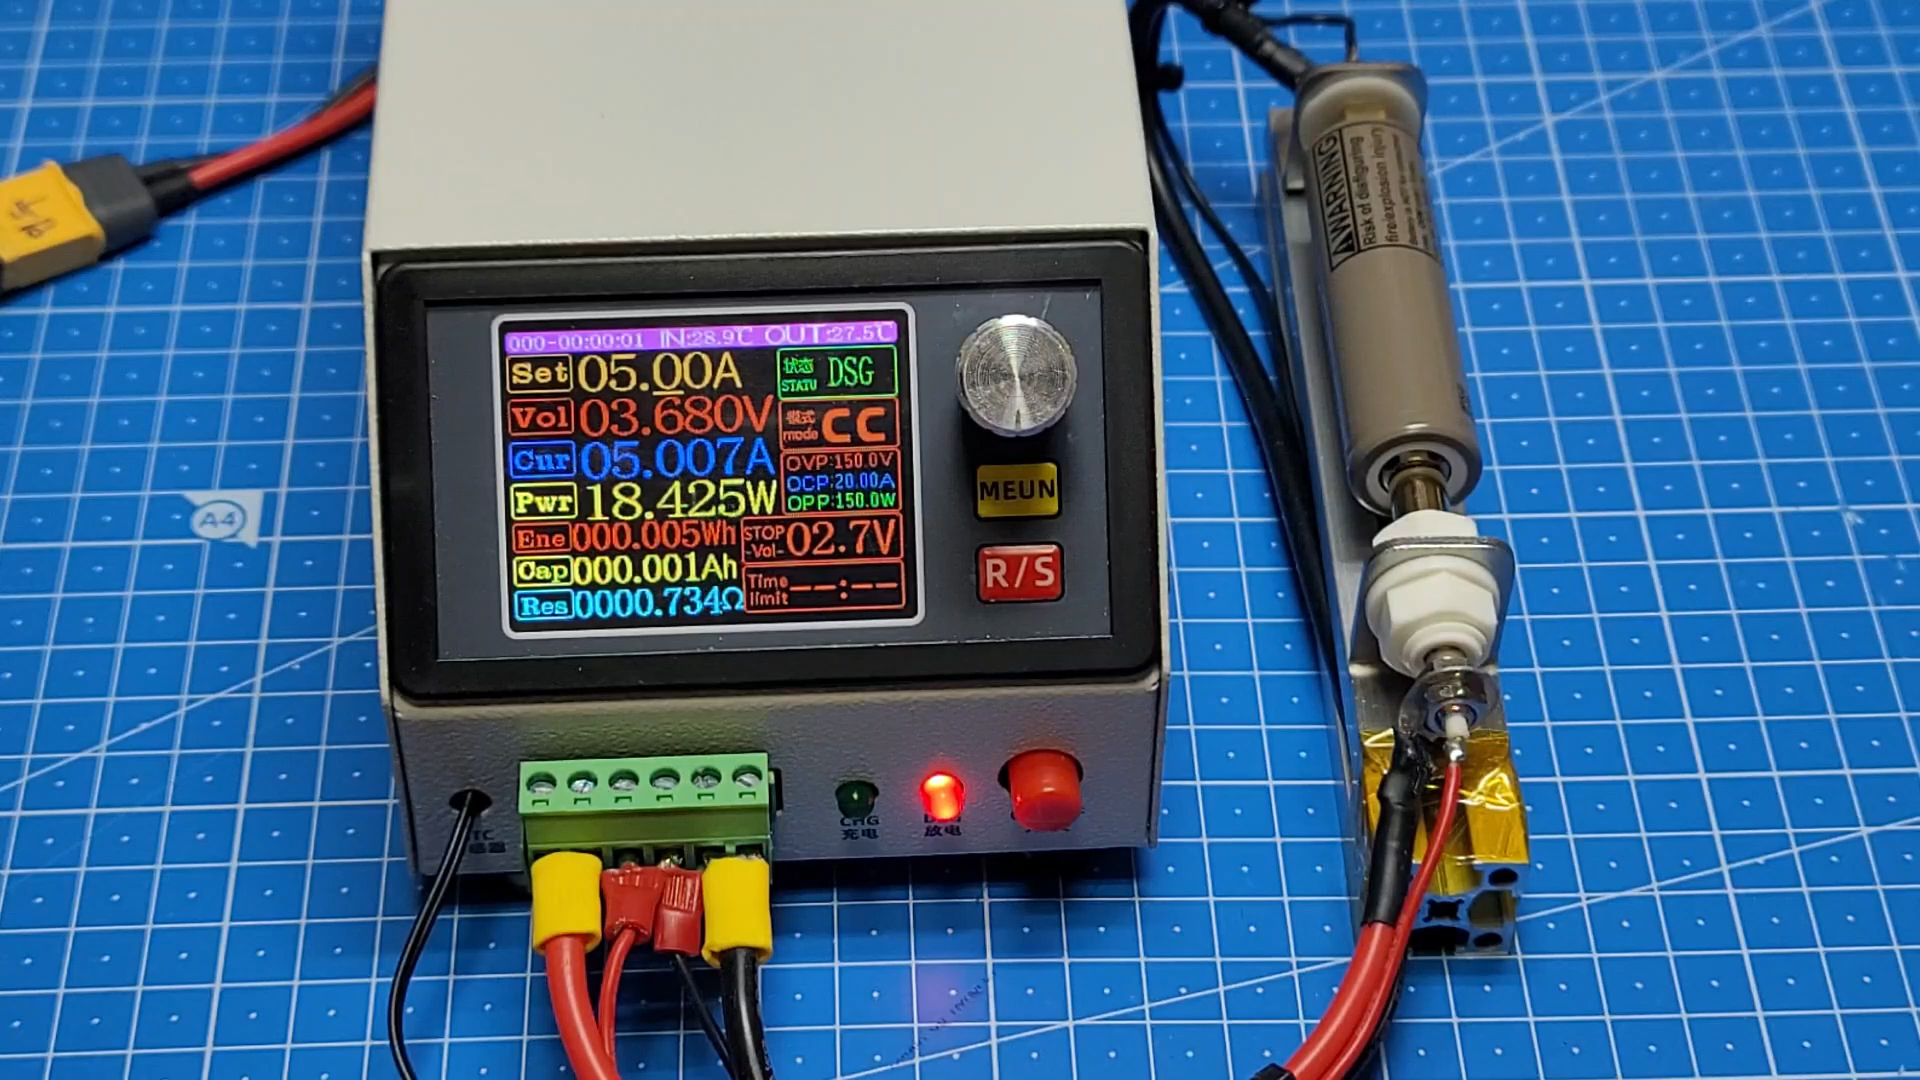 000-00:00:01 IN:28.9℃ OUT:27.5℃
Set 05.00A
状态 STATU DSG
Vol 03.680V
模式 mode CC
Cur 05.007A
OVP:150.0V
OCP:20.00A
OPP:150.0W
Pwr 18.425W
Ene 000.005Wh
STOP -Vol- 02.7V
Cap 000.001Ah
Time limit --:--
Res 0000.734Ω
MEUN
R/S
TC
CHG
充电
放电
A4
⚠WARNING
Risk of disfiguring
fire/explosion injury